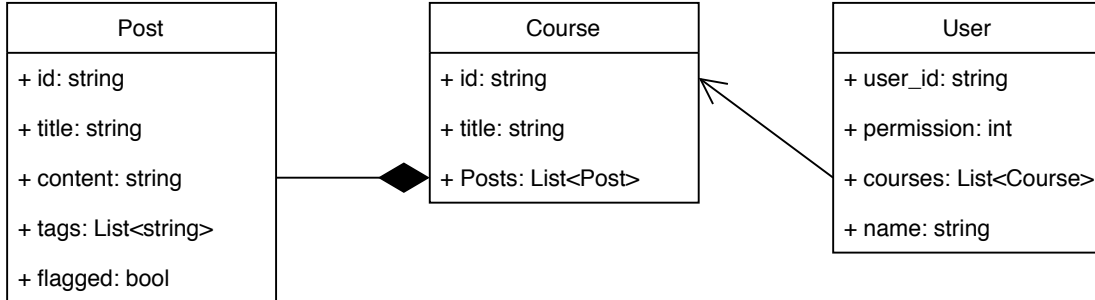 Post
+ id: string
+ title: string
+ content: string
+ tags: List<string>
+ flagged: bool
Course
+ id: string
+ title: string
+ Posts: List<Post>
User
+ user_id: string
+ permission: int
+ courses: List<Course>
+ name: string